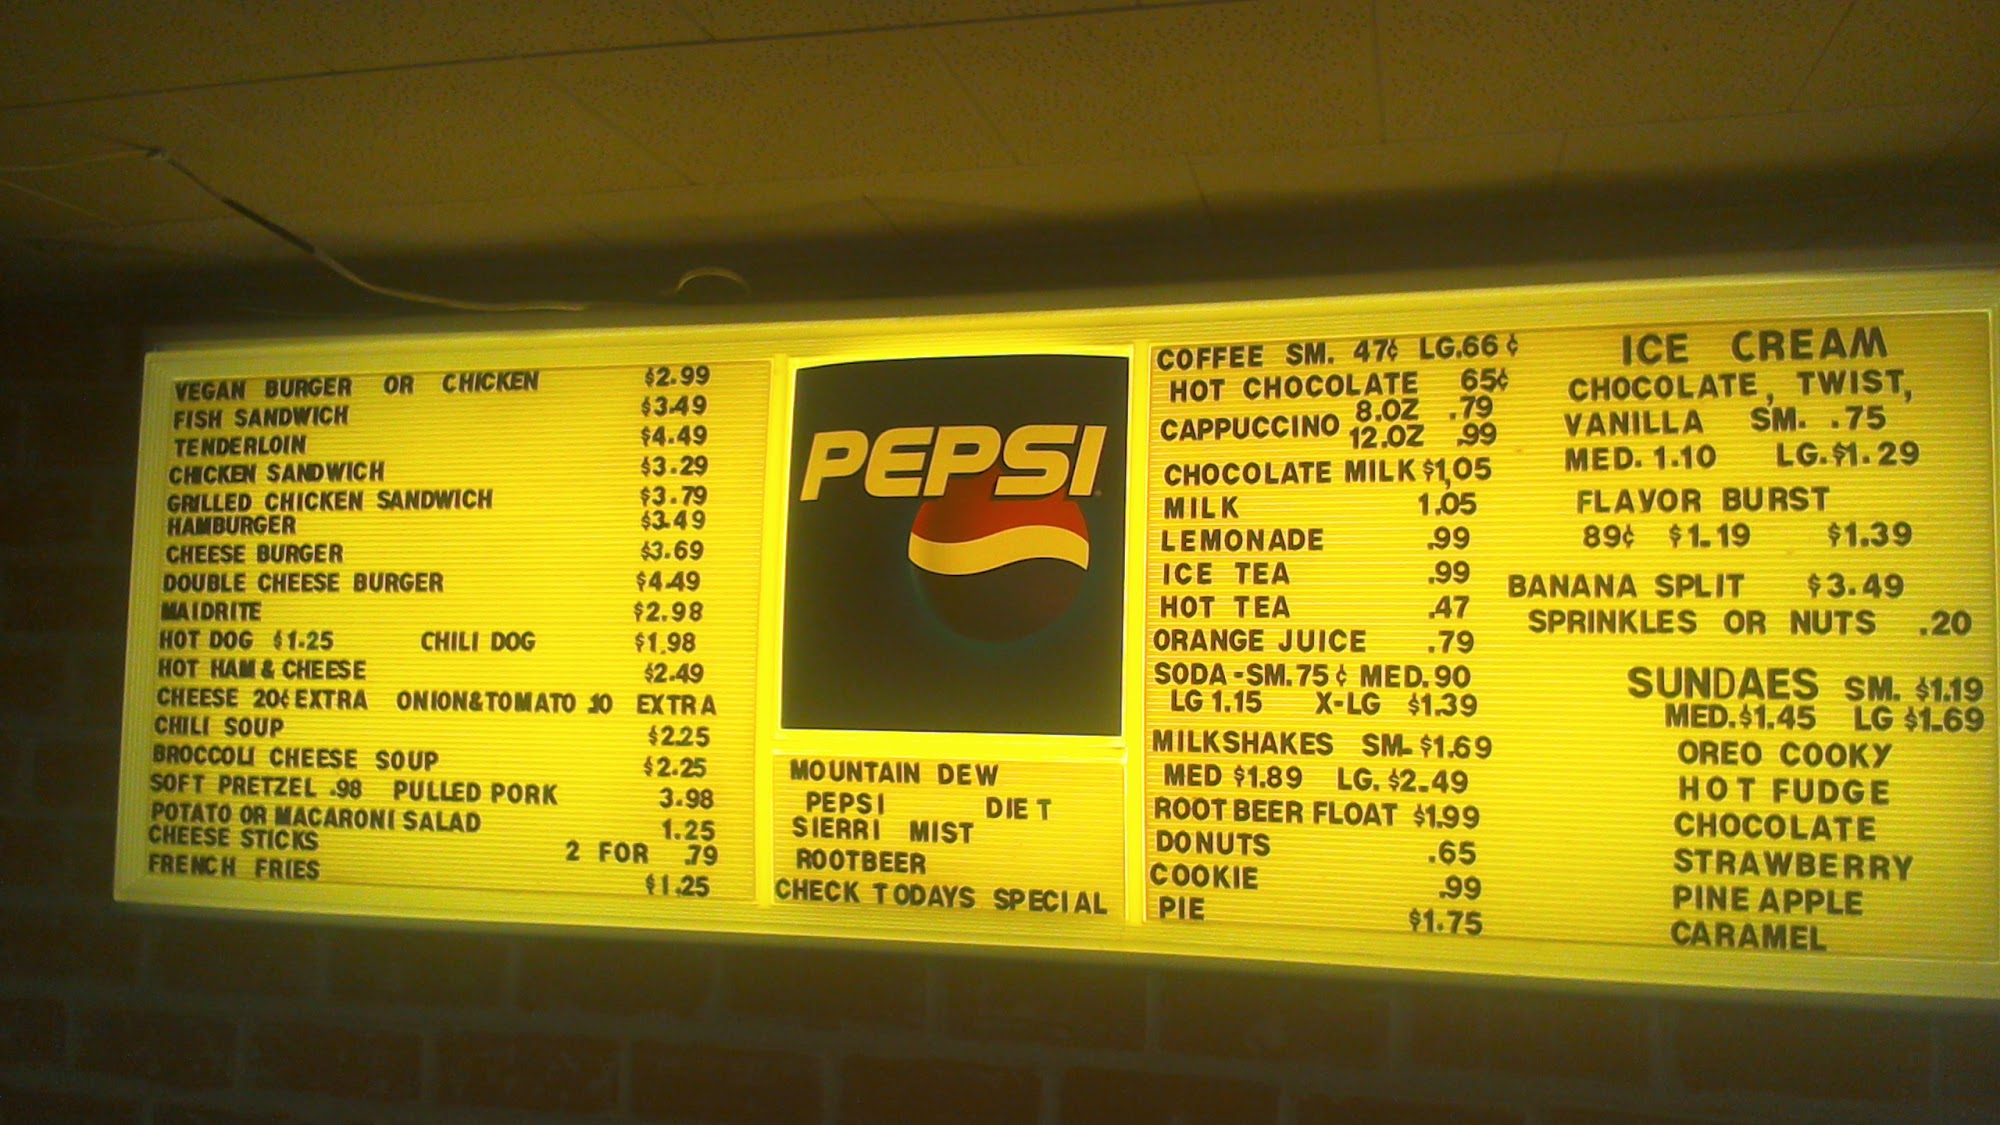 VEGAN BURGER OR CHICKEN $2.99
FISH SANDWICH $3.49
TENDERLOIN $4.49
CHICKEN SANDWICH $3.29
GRILLED CHICKEN SANDWICH $3.79
HAMBURGER $3.49
CHEESE BURGER $3.69
DOUBLE CHEESE BURGER $4.49
MAIDRITE $2.98
HOT DOG $1.25 CHILI DOG $1.98
HOT HAM & CHEESE $2.49
CHEESE 20¢ EXTRA ONION&TOMATO .10 EXTRA
CHILI SOUP $2.25
BROCCOLI CHEESE SOUP $2.25
SOFT PRETZEL .98 PULLED PORK 3.98
POTATO OR MACARONI SALAD 1.25
CHEESE STICKS 2 FOR .79
FRENCH FRIES $1.25
PEPSI
MOUNTAIN DEW
PEPSI DIET
SIERRI MIST
ROOTBEER
CHECK TODAYS SPECIAL
COFFEE SM. 47¢ LG.66¢
HOT CHOCOLATE 65¢
CAPPUCCINO 8.OZ .79
12.OZ .99
CHOCOLATE MILK $1,05
MILK 1.05
LEMONADE .99
ICE TEA .99
HOT TEA .47
ORANGE JUICE .79
SODA-SM.75¢ MED.90
LG 1.15 X-LG $1.39
MILKSHAKES SM- $1.69
MED $1.89 LG. $2.49
ROOT BEER FLOAT $1.99
DONUTS .65
COOKIE .99
PIE $1.75
ICE CREAM
CHOCOLATE, TWIST,
VANILLA SM. .75
MED. 1.10 LG.$1.29
FLAVOR BURST
89¢ $1.19 $1.39
BANANA SPLIT $3.49
SPRINKLES OR NUTS .20
SUNDAES SM. $1.19
MED.$1.45 LG $1.69
OREO COOKY
HOT FUDGE
CHOCOLATE
STRAWBERRY
PINE APPLE
CARAMEL